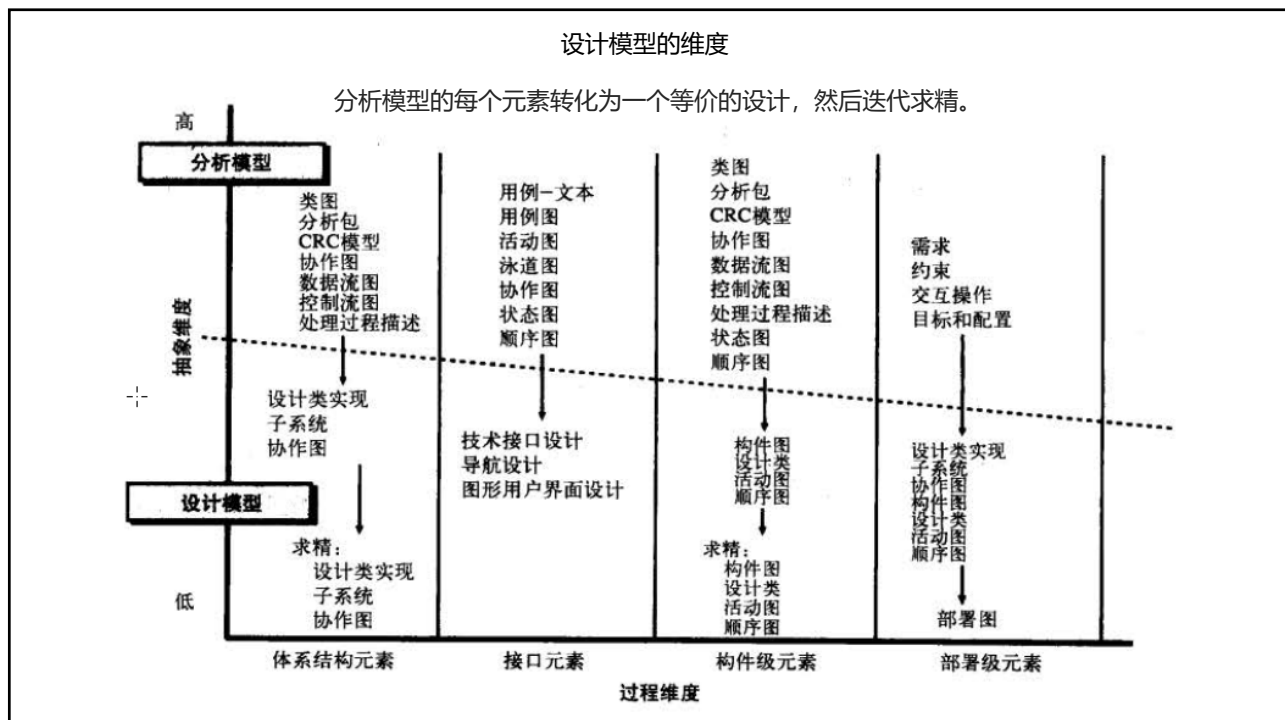 设计模型的维度
分析模型的每个元素转化为一个等价的设计，然后迭代求精。
高
分析模型
类图
分析包
CRC模型
协作图
数据流图
控制流图
处理过程描述
用例-文本
用例图
活动图
泳道图
协作图
状态图
顺序图
类图
分析包
CRC模型
协作图
数据流图
控制流图
处理过程描述
状态图
顺序图
需求
约束
交互操作
目标和配置
抽象维度
设计类实现
子系统
协作图
技术接口设计
导航设计
图形用户界面设计
构件图
设计类
活动图
顺序图
设计类实现
子系统
协作图
构件图
设计类
活动图
顺序图
设计模型
求精：
设计类实现
子系统
协作图
求精：
构件图
设计类
活动图
顺序图
部署图
低
体系结构元素
接口元素
构件级元素
部署级元素
过程维度